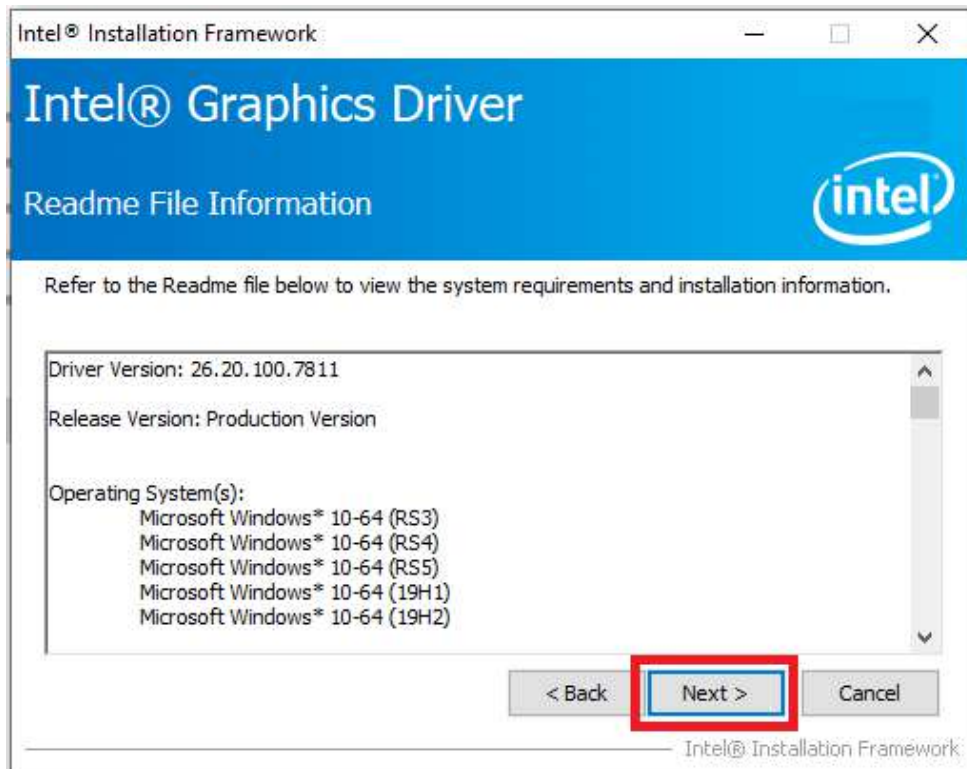 Intel® Installation Framework
Intel® Graphics Driver
Readme File Information
intel
Refer to the Readme file below to view the system requirements and installation information.
Driver Version: 26.20.100.7811
Release Version: Production Version
Operating System(s):
Microsoft Windows* 10-64 (RS3)
Microsoft Windows* 10-64 (RS4)
Microsoft Windows* 10-64 (RS5)
Microsoft Windows* 10-64 (19H1)
Microsoft Windows* 10-64 (19H2)
< Back Next > Cancel
Intel® Installation Framework